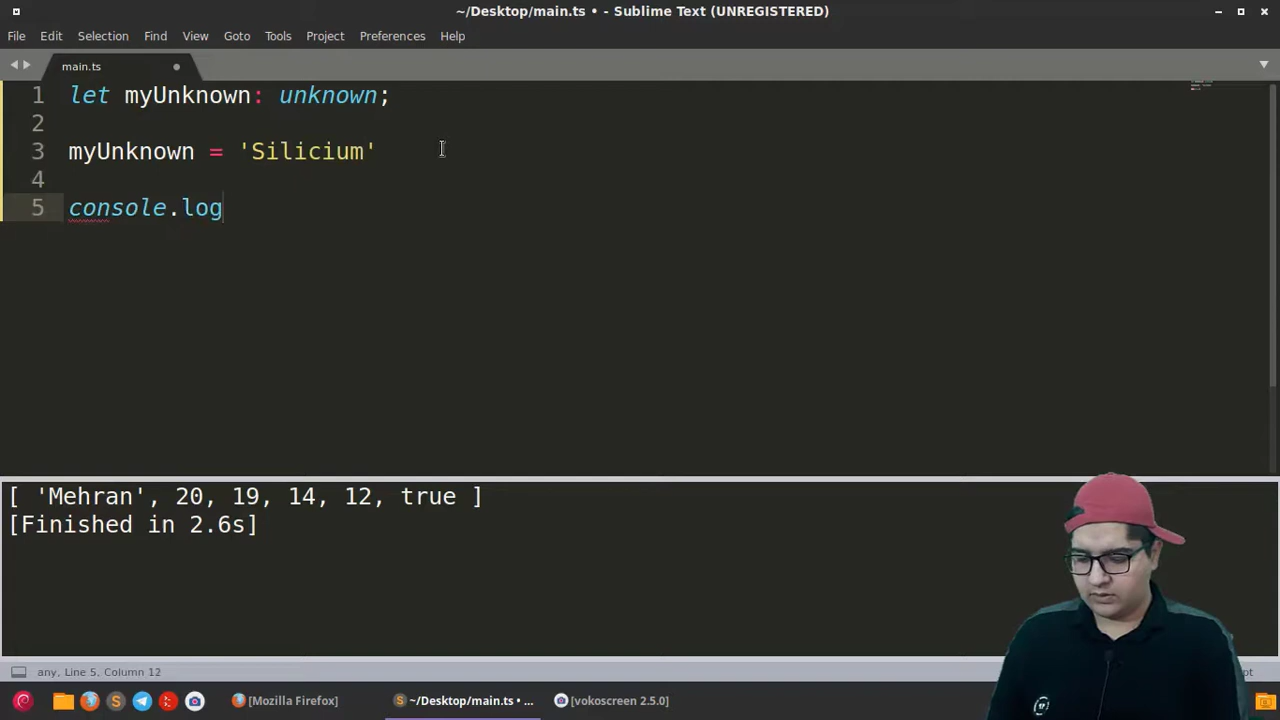 ~/Desktop/main.ts • - Sublime Text (UNREGISTERED)
File Edit Selection Find View Goto Tools Project Preferences Help
main.ts
1 let myUnknown: unknown;
2
3 myUnknown = 'Silicium'
4
5 console.log
[ 'Mehran', 20, 19, 14, 12, true ]
[Finished in 2.6s]
any, Line 5, Column 12
[Mozilla Firefox] ~/Desktop/main.ts • ... [vokoscreen 2.5.0]